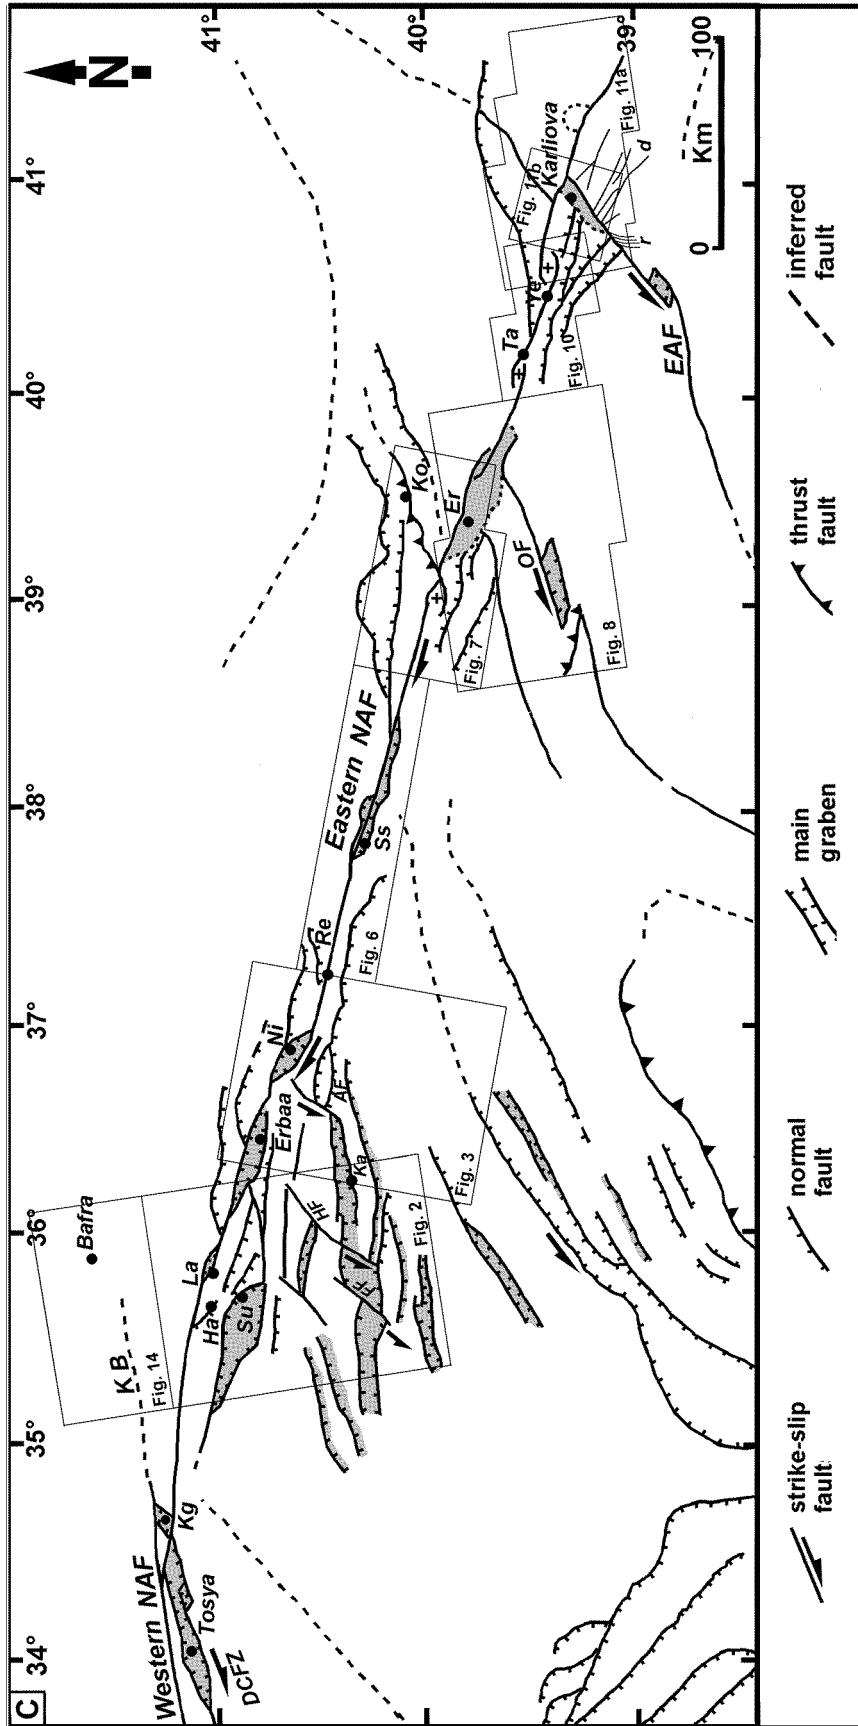 C
34°
35°
36°
37°
38°
39°
40°
41°
N
41°
40°
39°
Western NAF
Tosya
DCFZ
Kg
K B
Fig. 14
Bafra
Ha
La
Su
Erbaa
Ni
HF
FF
Ka
AF
Fig. 2
Fig. 3
Re
Fig. 6
Eastern NAF
Ss
Ko
Er
OF
Fig. 7
Fig. 8
Ta
Ye
Fig. 10
Fig. 11b
Karliova
Fig. 11a
d
EAF
0
100
Km
strike-slip
fault
normal
fault
main
graben
thrust
fault
inferred
fault